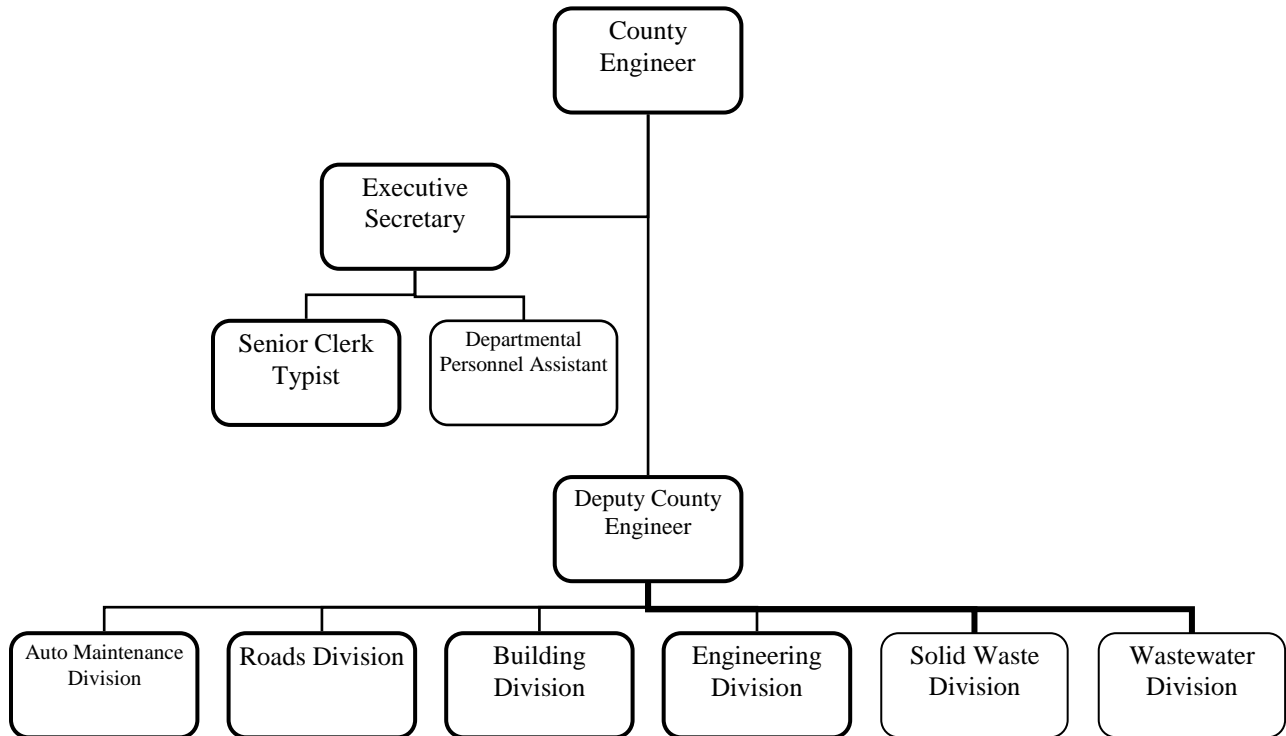 County
Engineer
Executive
Secretary
Senior Clerk
Typist
Departmental
Personnel Assistant
Deputy County
Engineer
Auto Maintenance
Division
Roads Division
Building
Division
Engineering
Division
Solid Waste
Division
Wastewater
Division